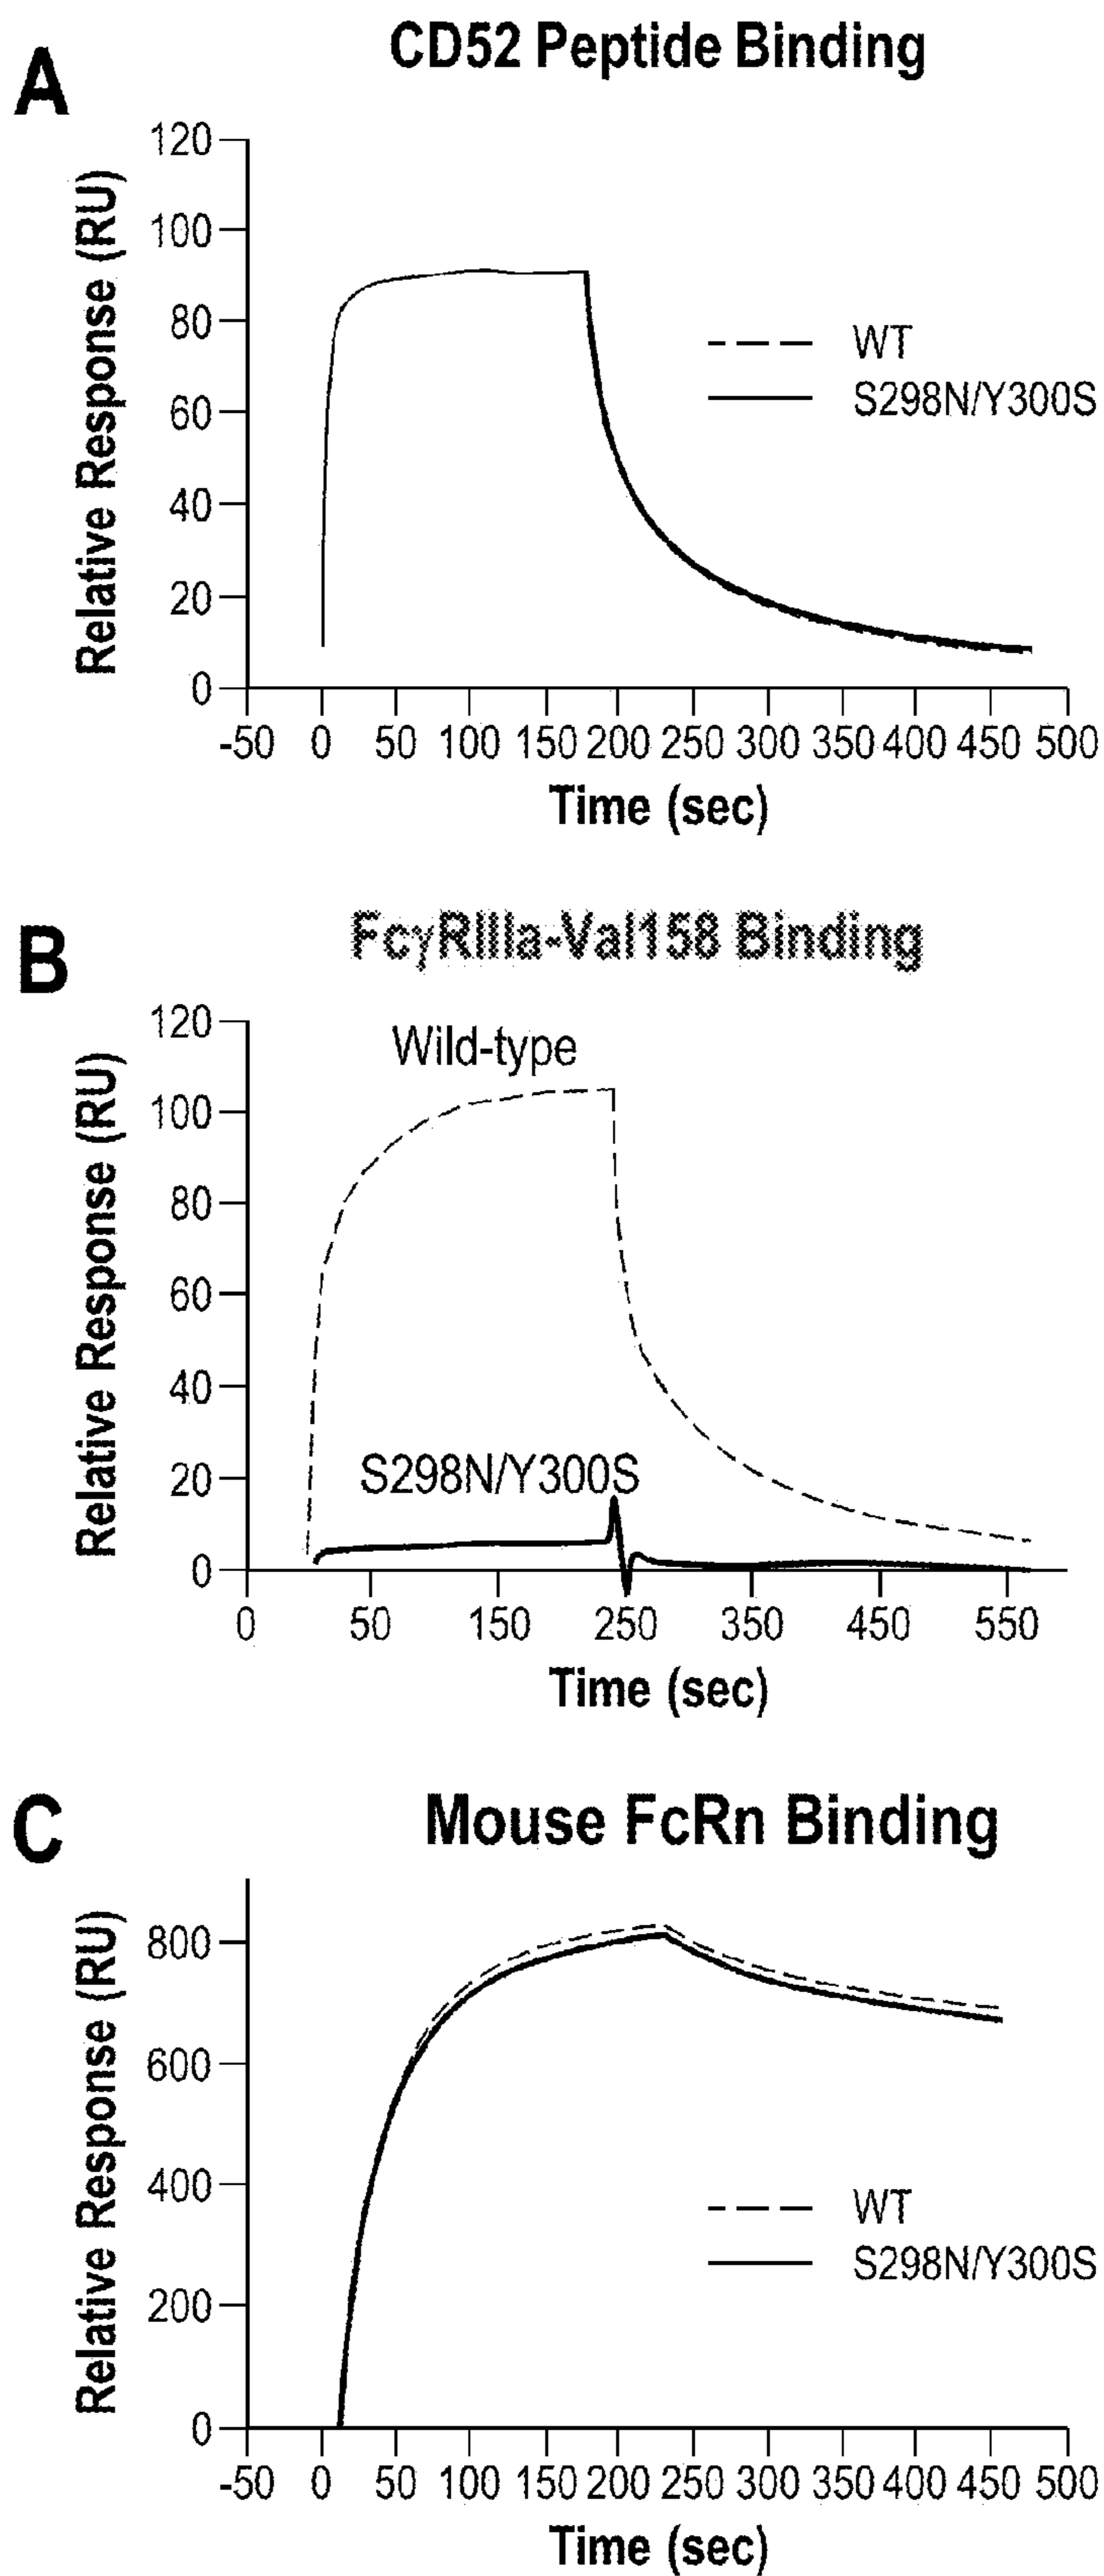 A
CD52 Peptide Binding
Relative Response (RU)
120
100
80
60
40
20
0
WT
S298N/Y300S
-50 0 50 100 150 200 250 300 350 400 450 500
Time (sec)
B
FcγRIIIa-Val158 Binding
Relative Response (RU)
120
100
80
60
40
20
0
Wild-type
S298N/Y300S
0 50 150 250 350 450 550
Time (sec)
C
Mouse FcRn Binding
Relative Response (RU)
800
600
400
200
0
WT
S298N/Y300S
-50 0 50 100 150 200 250 300 350 400 450 500
Time (sec)